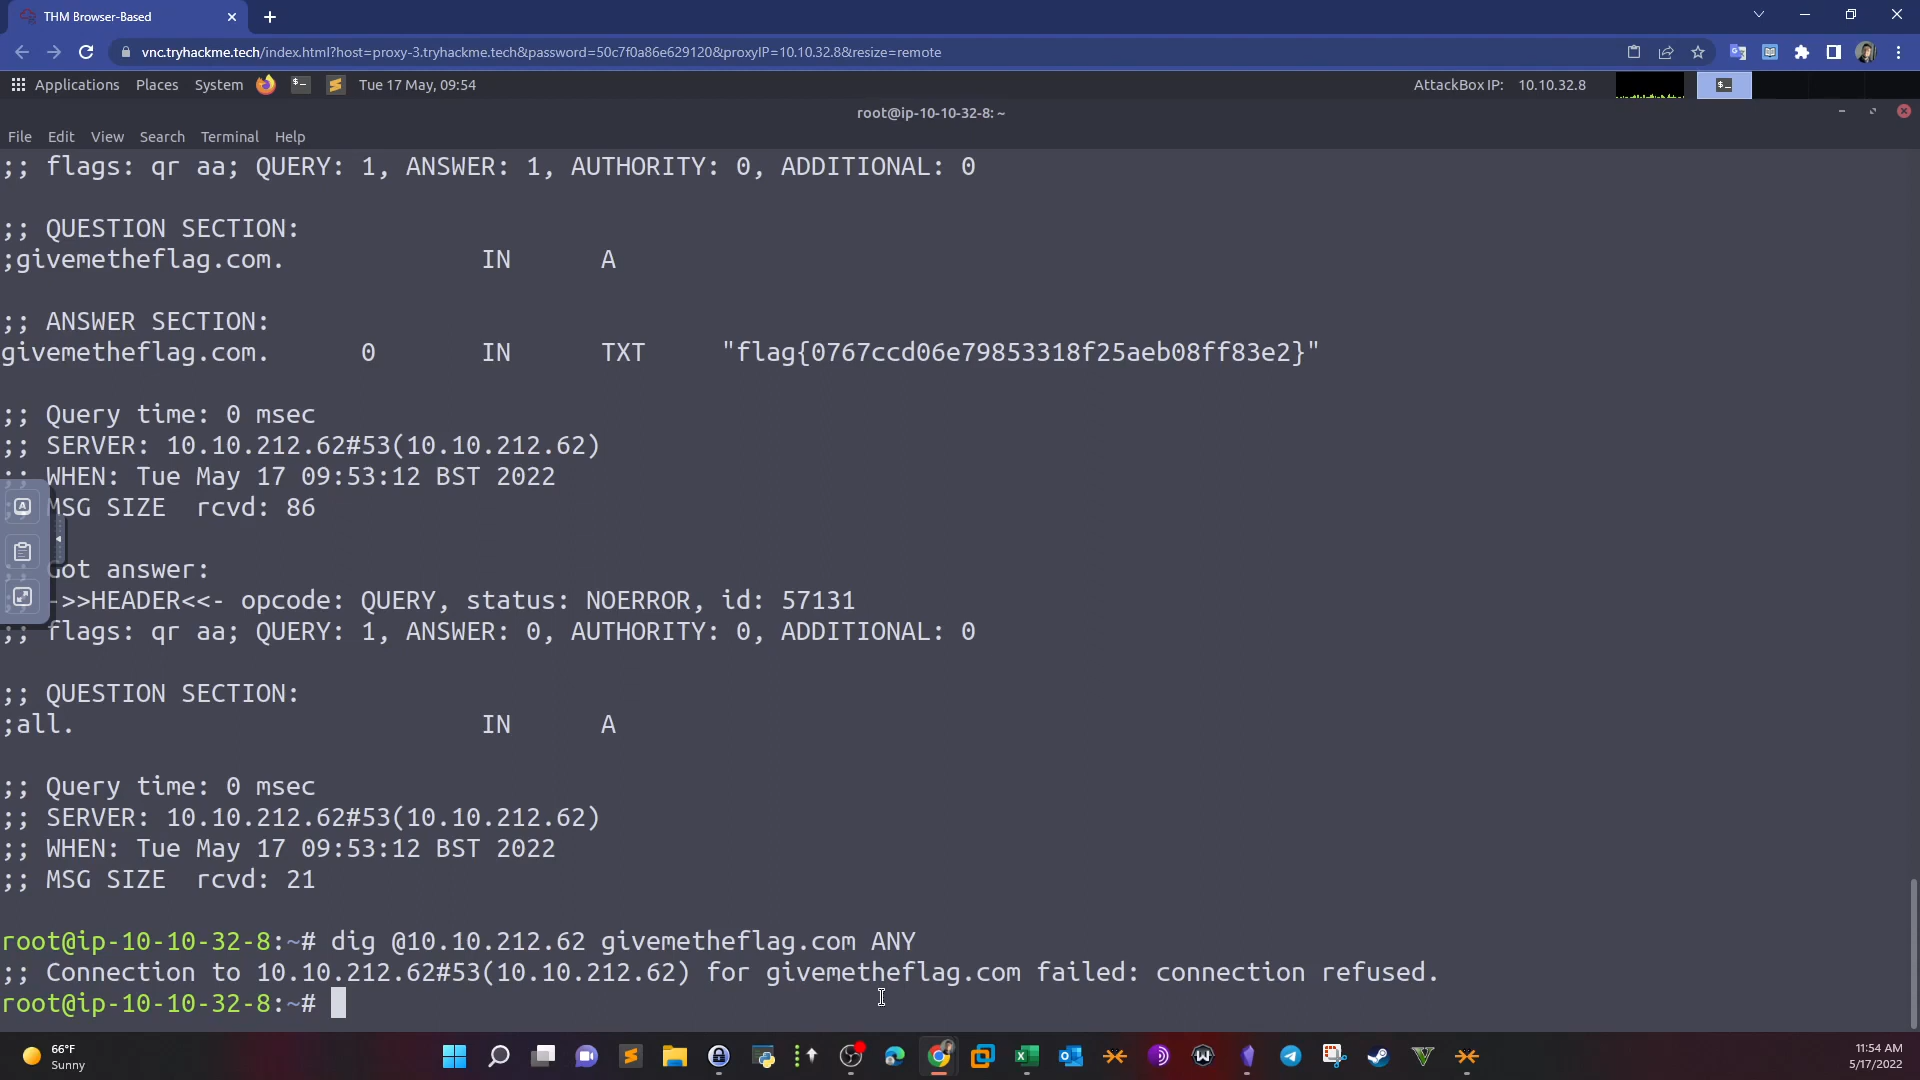 THM Browser-Based
vnc.tryhackme.tech/index.html?host=proxy-3.tryhackme.tech&password=50c7f0a86e629120&proxyIP=10.10.32.8&resize=remote
Applications Places System Tue 17 May, 09:54 AttackBox IP: 10.10.32.8
root@ip-10-10-32-8: ~
File Edit View Search Terminal Help
;; flags: qr aa; QUERY: 1, ANSWER: 1, AUTHORITY: 0, ADDITIONAL: 0
;; QUESTION SECTION:
;givemetheflag.com. IN A
;; ANSWER SECTION:
givemetheflag.com. 0 IN TXT "flag{0767ccd06e79853318f25aeb08ff83e2}"
;; Query time: 0 msec
;; SERVER: 10.10.212.62#53(10.10.212.62)
;; WHEN: Tue May 17 09:53:12 BST 2022
MSG SIZE rcvd: 86
Got answer:
->>HEADER<<- opcode: QUERY, status: NOERROR, id: 57131
;; flags: qr aa; QUERY: 1, ANSWER: 0, AUTHORITY: 0, ADDITIONAL: 0
;; QUESTION SECTION:
;all. IN A
;; Query time: 0 msec
;; SERVER: 10.10.212.62#53(10.10.212.62)
;; WHEN: Tue May 17 09:53:12 BST 2022
;; MSG SIZE rcvd: 21
root@ip-10-10-32-8:~# dig @10.10.212.62 givemetheflag.com ANY
;; Connection to 10.10.212.62#53(10.10.212.62) for givemetheflag.com failed: connection refused.
root@ip-10-10-32-8:~#
66°F
Sunny
11:54 AM
5/17/2022